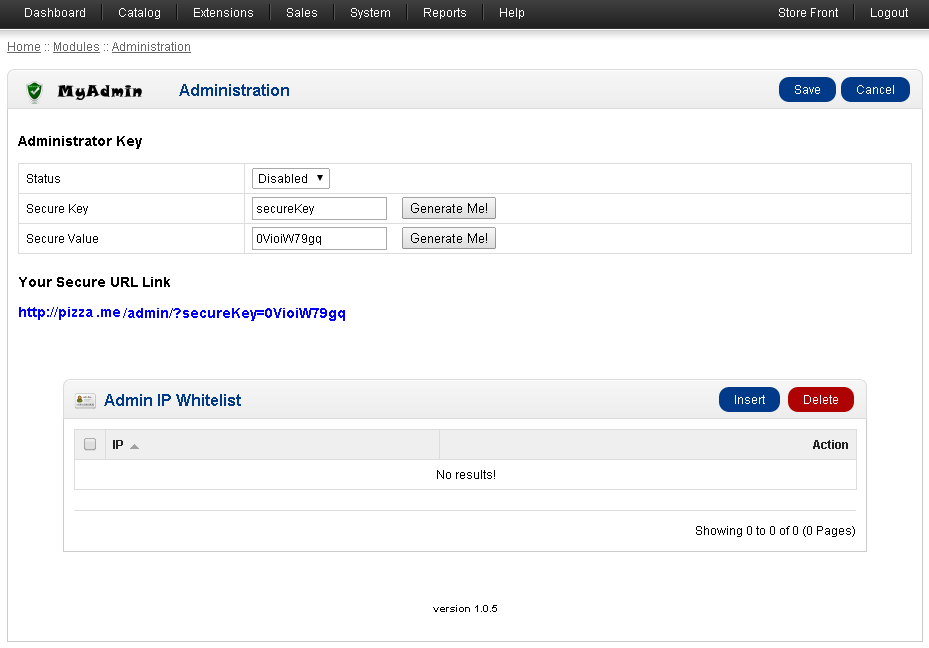 Dashboard Catalog Extensions Sales System Reports Help Store Front Logout
Home :: Modules :: Administration
MyAdmin Administration Save Cancel
Administrator Key
Status Disabled
Secure Key secureKey Generate Me!
Secure Value 0VioiW79gq Generate Me!
Your Secure URL Link
http://pizza.me/admin/?secureKey=0VioiW79gq
Admin IP Whitelist Insert Delete
IP Action
No results!
Showing 0 to 0 of 0 (0 Pages)
version 1.0.5